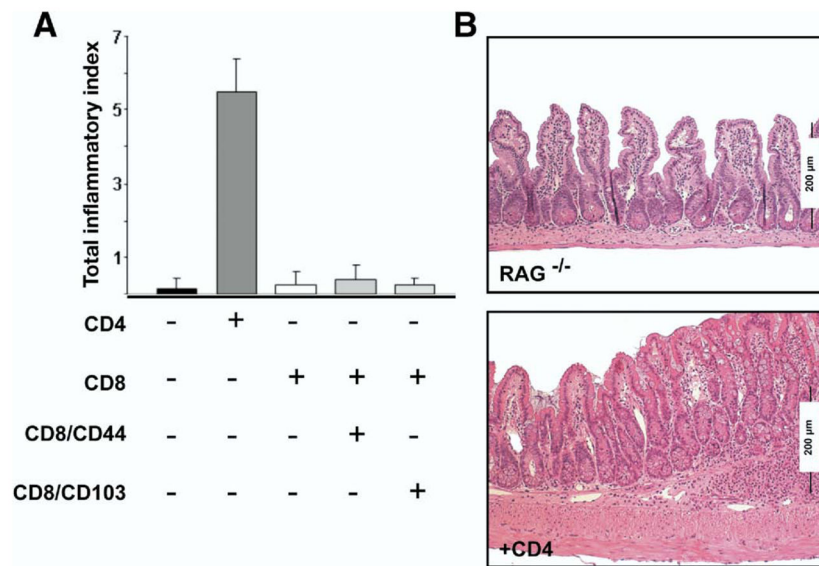 A
Total inflammatory index
7
5
3
1
CD4 - + - - -
CD8 - - + + +
CD8/CD44 - - - + -
CD8/CD103 - - - - +
B
200 µm
RAG -/-
200 µm
+CD4